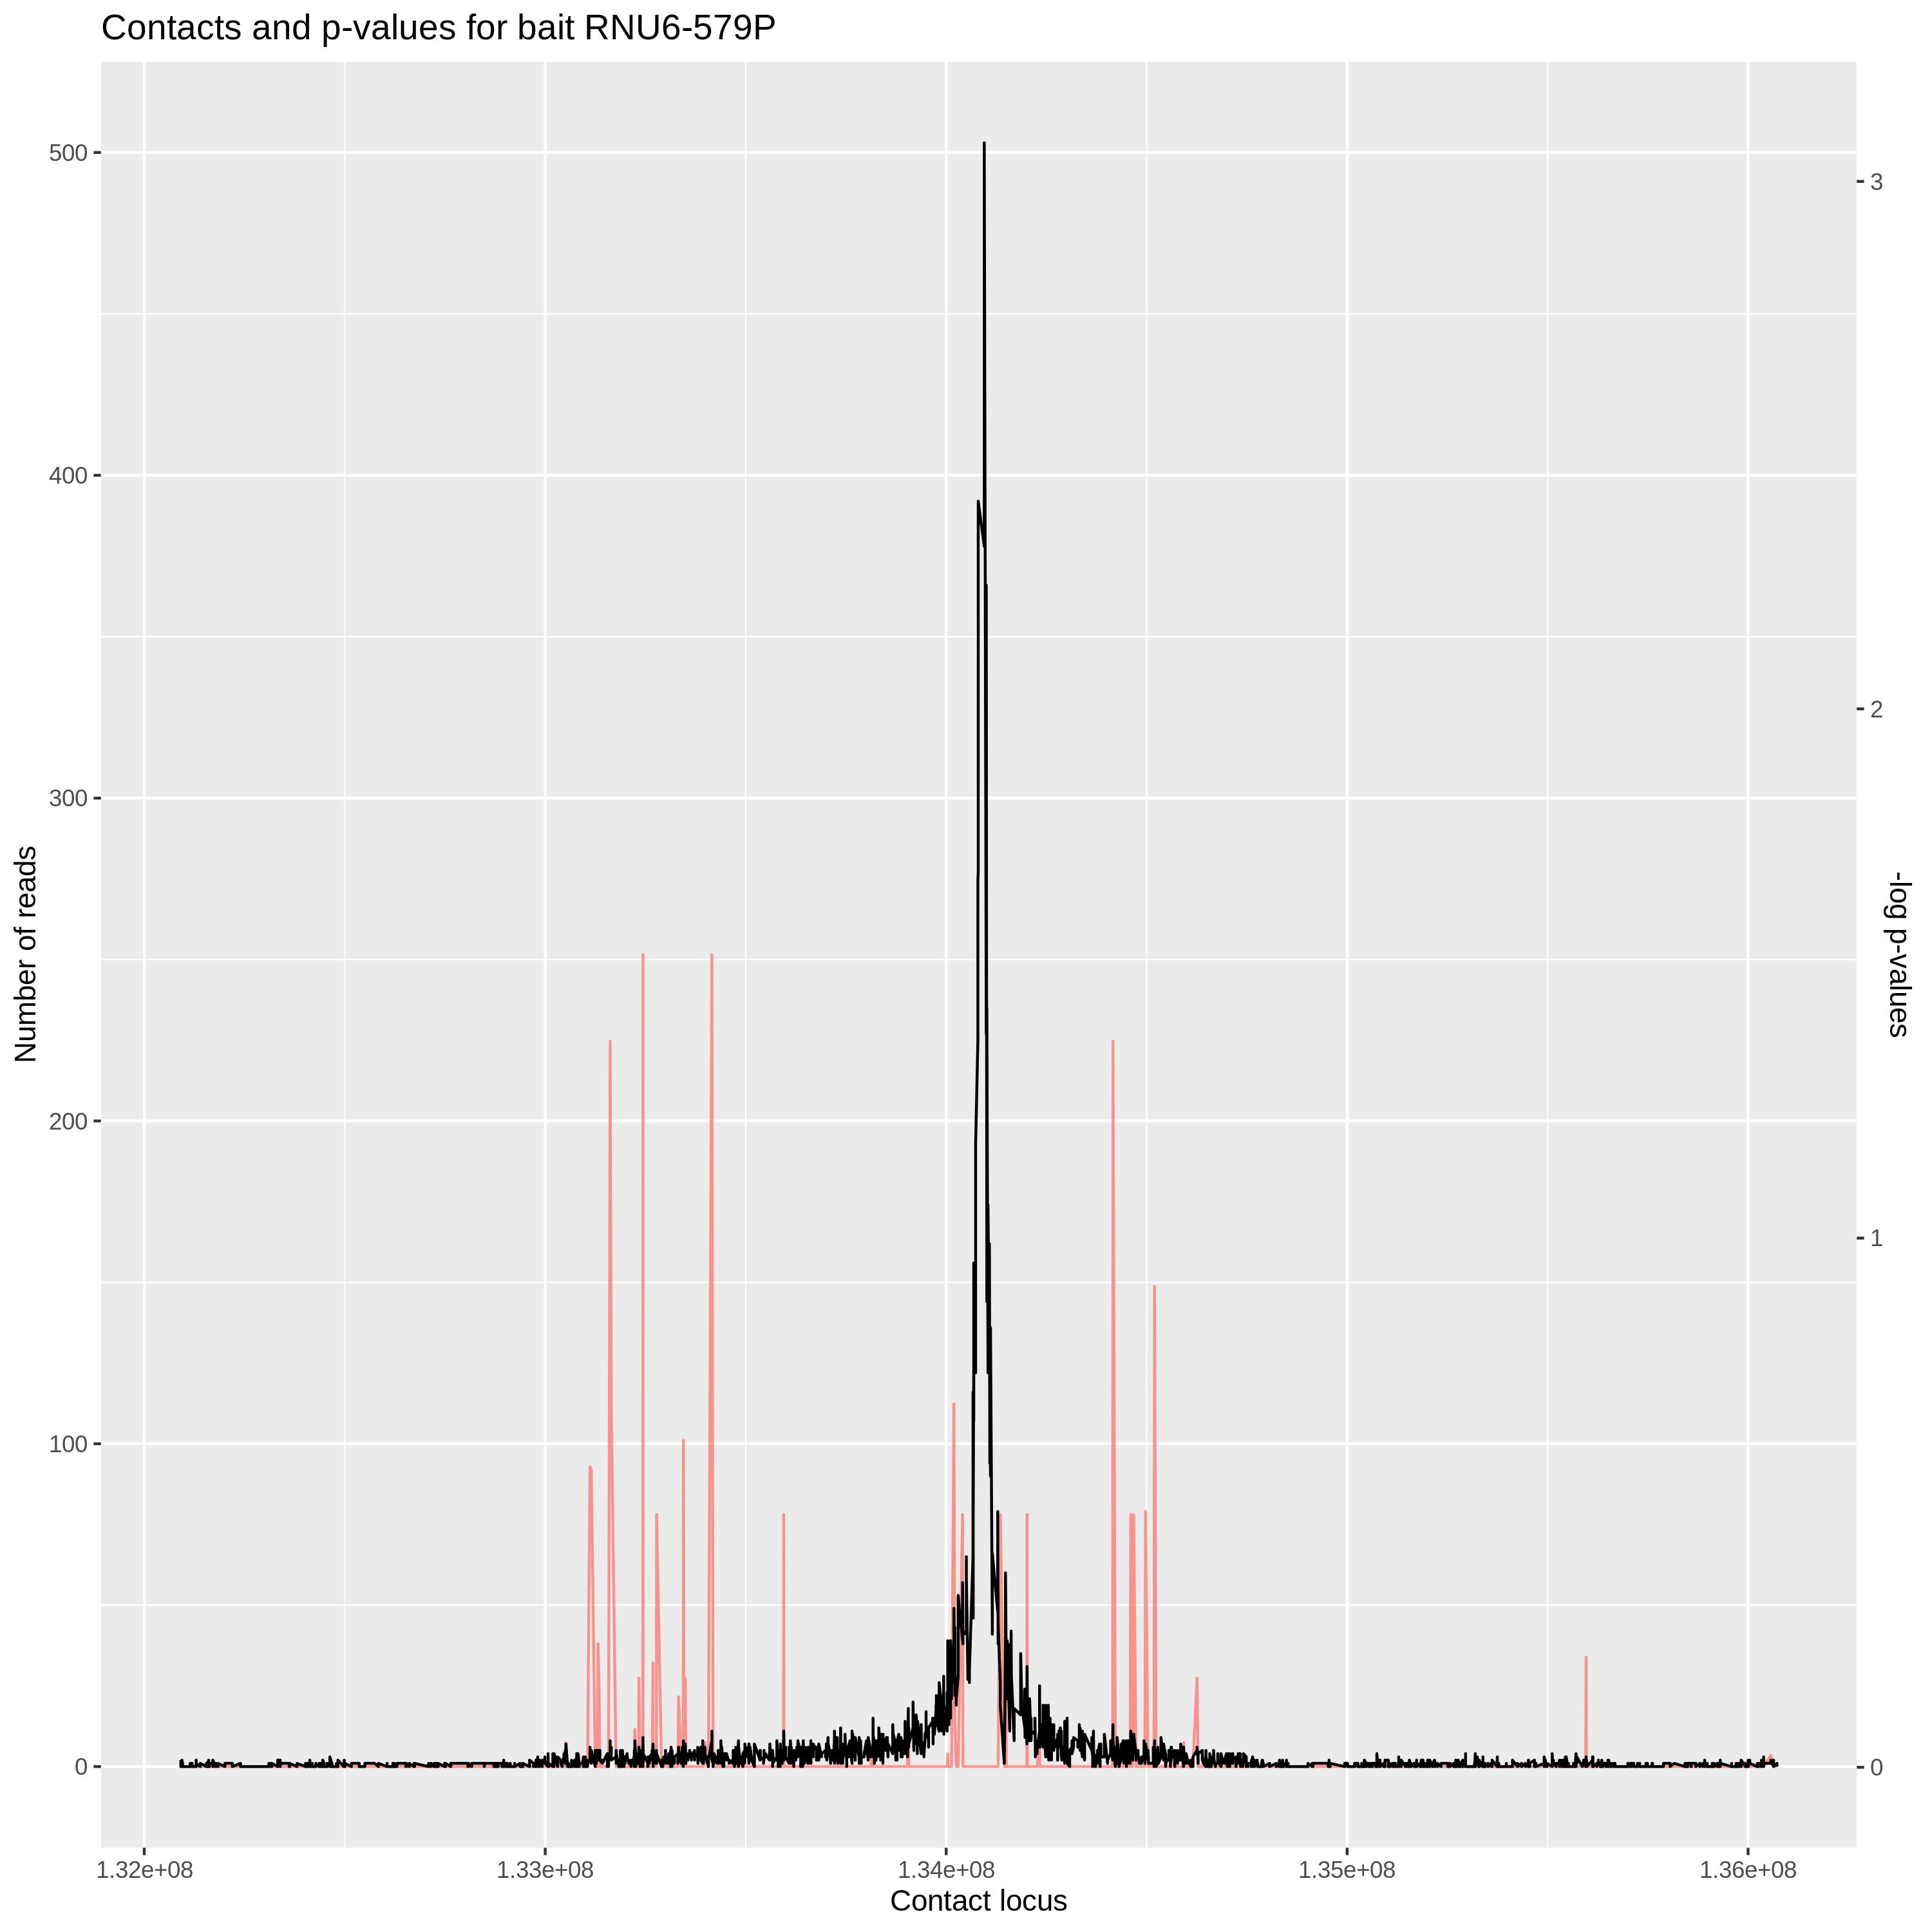 Contacts and p-values for bait RNU6-579P
500
400
300
200
100
0
Number of reads
3
2
1
0
-log p-values
1.32e+08
1.33e+08
1.34e+08
1.35e+08
1.36e+08
Contact locus